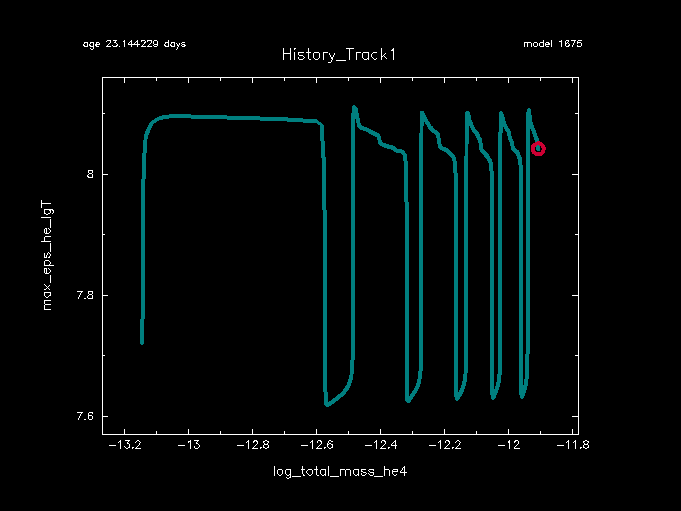 age 23.144229 days
model 1675
History_Track1
max_eps_he_lgT
8
7.8
7.6
−13.2
−13
−12.8
−12.6
−12.4
−12.2
−12
−11.8
log_total_mass_he4